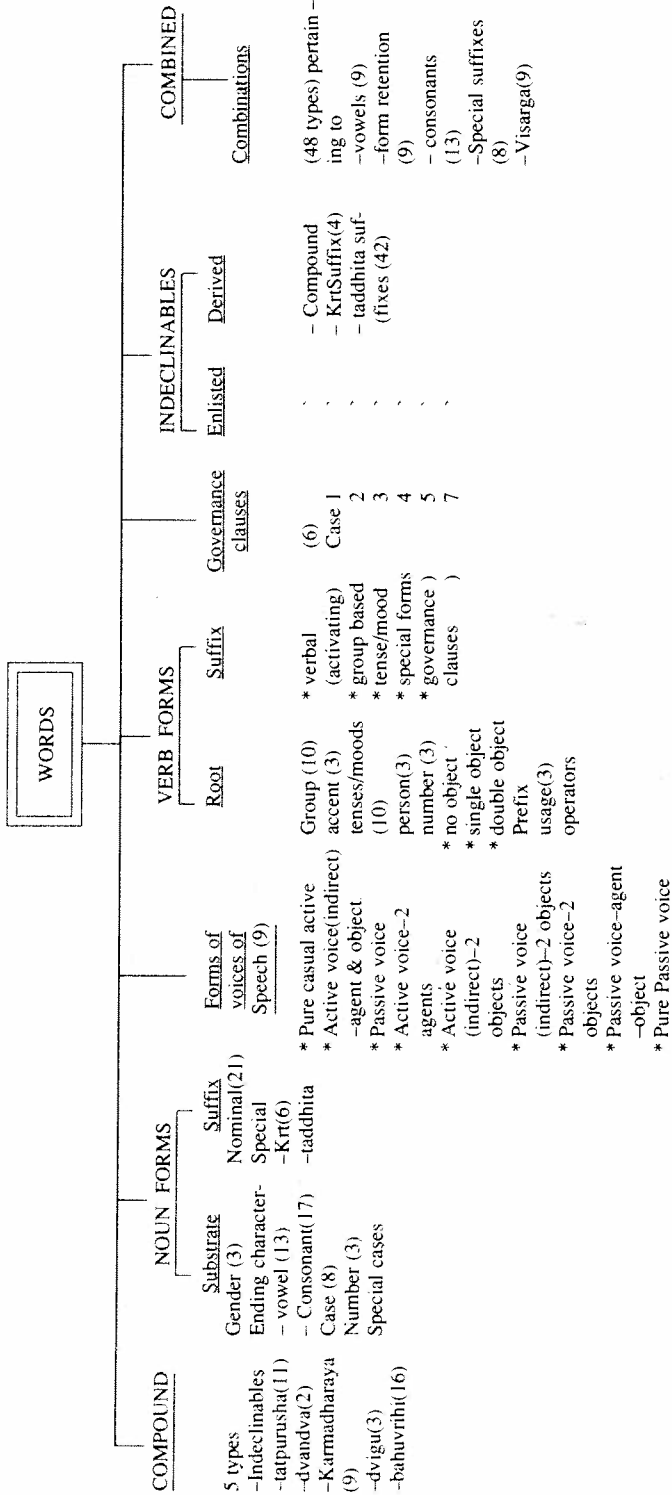 WORDS
COMPOUND
5 types
–Indeclinables
–tatpurusha(11)
–dvandva(2)
–Karmadharaya
(9)
–dvigu(3)
–bahuvrihi(16)
NOUN FORMS
Substrate
Gender (3)
Ending character-
– vowel (13)
– Consonant(17)
Case (8)
Number (3)
Special cases
Suffix
Nominal(21)
Special
–Krt(6)
–taddhita
Forms of
voices of
Speech (9)
* Pure casual active
* Active voice(indirect)
–agent & object
* Passive voice
* Active voice–2
agents
* Active voice
(indirect)–2
objects
* Passive voice
(indirect)–2 objects
* Passive voice–2
objects
* Passive voice–agent
–object
* Pure Passive voice
VERB FORMS
Root
Group (10)
accent (3)
tenses/moods
(10)
person(3)
number (3)
* no object
* single object
* double object
Prefix
usage(3)
operators
Suffix
* verbal
(activating)
* group based
* tense/mood
* special forms
* governance )
clauses )
Governance
clauses
(6)
Case 1
2
3
4
5
7
INDECLINABLES
Enlisted
Derived
– Compound
– KrtSuffix(4)
– taddhita suf-
(fixes (42)
COMBINED
Combinations
(48 types) pertain –
ing to
–vowels (9)
–form retention
(9)
– consonants
(13)
–Special suffixes
(8)
–Visarga(9)